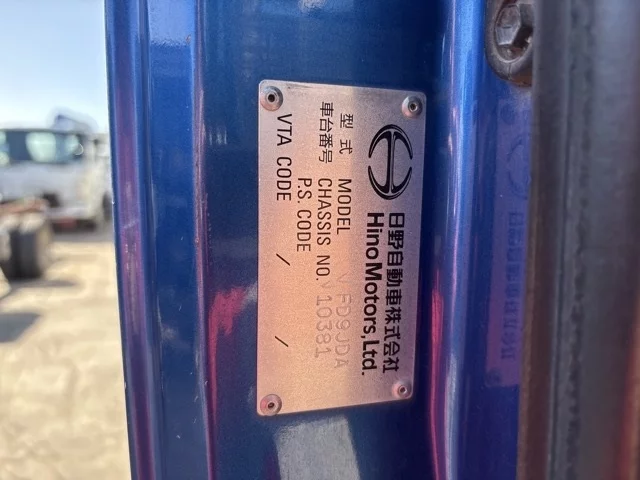 日野自動車株式会社
Hino Motors, Ltd.
型式 MODEL FD9JDA
車台番号 CHASSIS NO. 10381
P.S. CODE / /
VTA CODE